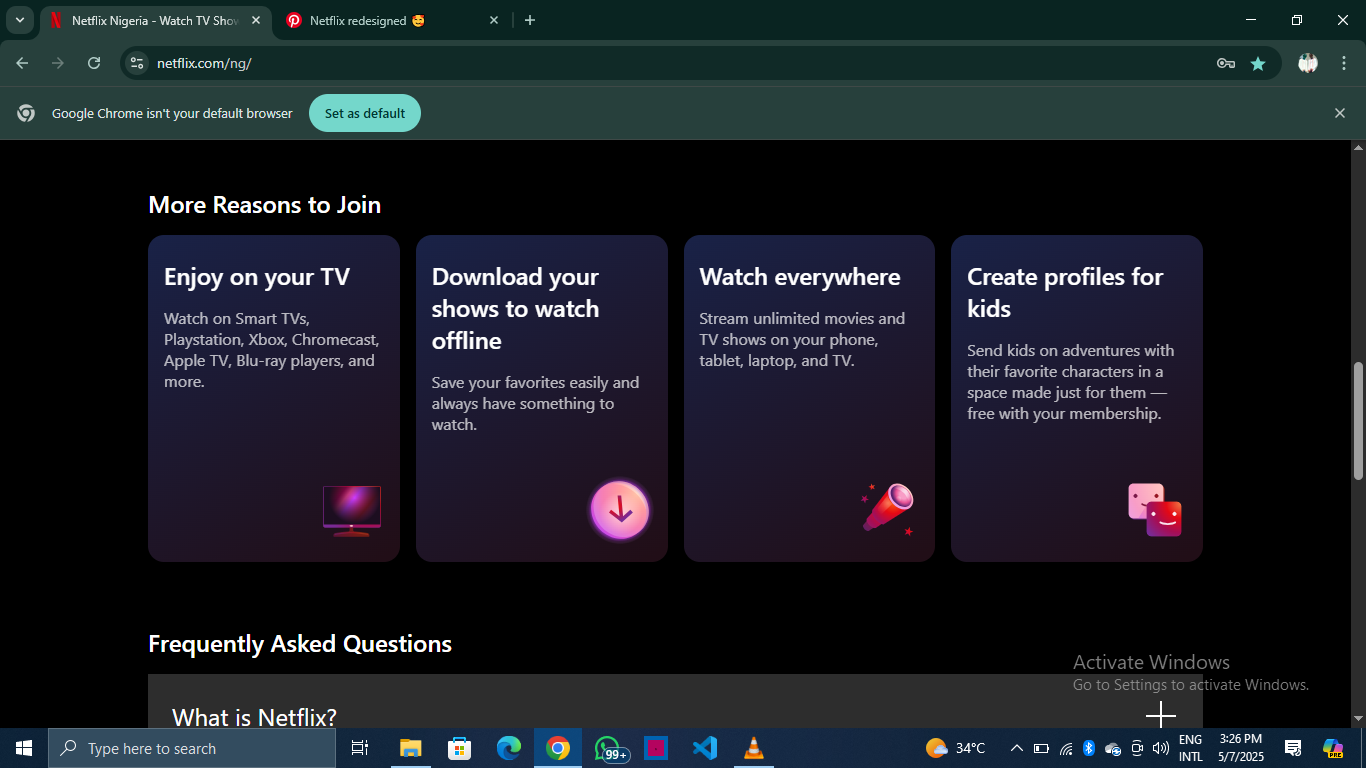 Netflix Nigeria - Watch TV Show
Netflix redesigned 🥰
netflix.com/ng/
Google Chrome isn't your default browser
Set as default
More Reasons to Join
Enjoy on your TV
Watch on Smart TVs,
Playstation, Xbox, Chromecast,
Apple TV, Blu-ray players, and
more.
Download your
shows to watch
offline
Save your favorites easily and
always have something to
watch.
Watch everywhere
Stream unlimited movies and
TV shows on your phone,
tablet, laptop, and TV.
Create profiles for
kids
Send kids on adventures with
their favorite characters in a
space made just for them —
free with your membership.
Frequently Asked Questions
What is Netflix?
Activate Windows
Go to Settings to activate Windows.
Type here to search
99+
34°C
ENG
INTL
3:26 PM
5/7/2025
PRE